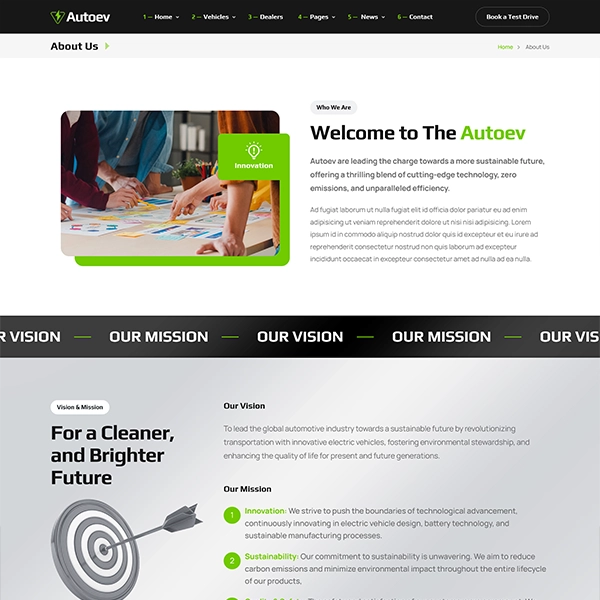 Autoev
1 — Home
2 — Vehicles
3 — Dealers
4 — Pages
5 — News
6 — Contact
Book a Test Drive
About Us
Home > About Us
Innovation
Who We Are
Welcome to The Autoev
Autoev are leading the charge towards a more sustainable future,
offering a thrilling blend of cutting-edge technology, zero
emissions, and unparalleled efficiency.
Ad fugiat laborum ut nulla fugiat elit id officia dolor pariatur eu ad enim
adipisicing ut veniam reprehenderit dolore ut nisi nisi adipisicing. Lorem
ipsum id in commodo aliquip nostrud dolor quis id excepteur et eu irure ad
reprehenderit consectetur nostrud non quis laborum ad excepteur
incididunt occaecat in excepteur consectetur amet ad nulla ad ea nulla.
R VISION — OUR MISSION — OUR VISION — OUR MISSION — OUR VIS
Vision & Mission
For a Cleaner,
and Brighter
Future
Our Vision
To lead the global automotive industry towards a sustainable future by revolutionizing
transportation with innovative electric vehicles, fostering environmental stewardship, and
enhancing the quality of life for present and future generations.
Our Mission
1 Innovation: We strive to push the boundaries of technological advancement,
continuously innovating in electric vehicle design, battery technology, and
sustainable manufacturing processes.
2 Sustainability: Our commitment to sustainability is unwavering. We aim to reduce
carbon emissions and minimize environmental impact throughout the entire lifecycle
of our products,